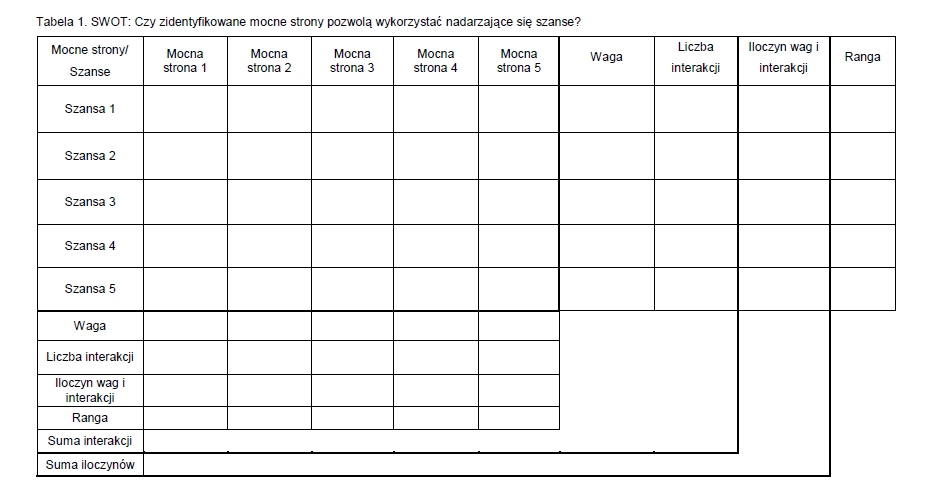 Tabela 1. SWOT: Czy zidentyfikowane mocne strony pozwolą wykorzystać nadarzające się szanse?
Mocne strony/
Szanse
Mocna
strona 1
Mocna
strona 2
Mocna
strona 3
Mocna
strona 4
Mocna
strona 5
Waga
Liczba
interakcji
Iloczyn wag i
interakcji
Ranga
Szansa 1
Szansa 2
Szansa 3
Szansa 4
Szansa 5
Waga
Liczba interakcji
Iloczyn wag i
interakcji
Ranga
Suma interakcji
Suma iloczynów